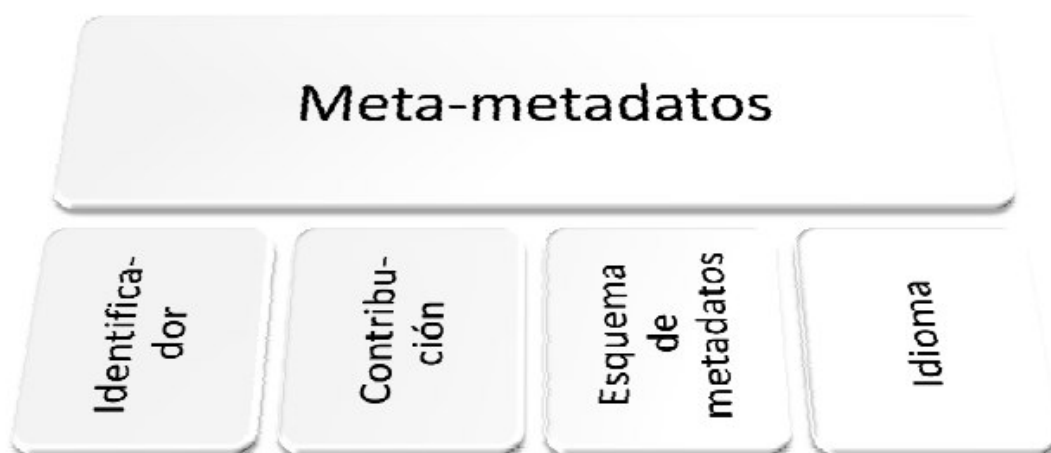 Meta-metadatos
Identifica-
dor
Contribu-
ción
Esquema
de
metadatos
Idioma